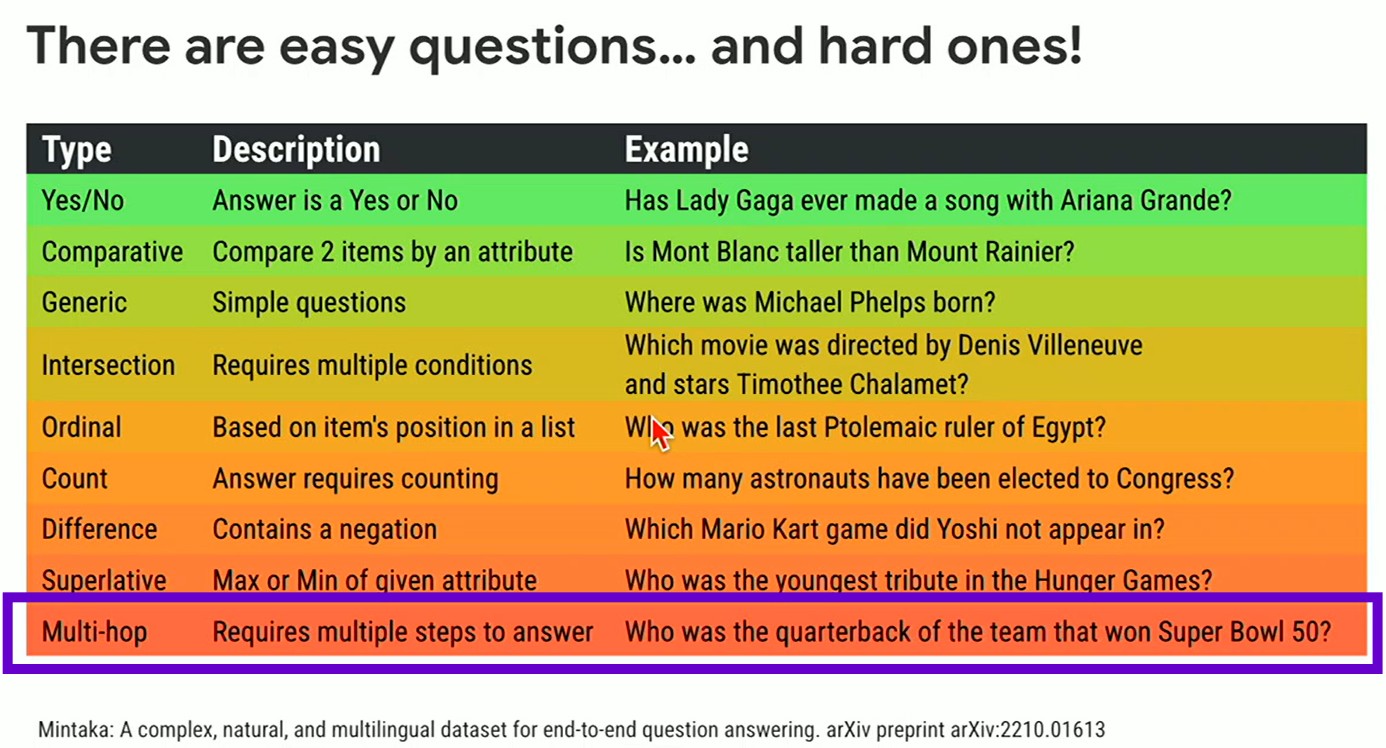 There are easy questions... and hard ones!
Type Description Example
Yes/No Answer is a Yes or No Has Lady Gaga ever made a song with Ariana Grande?
Comparative Compare 2 items by an attribute Is Mont Blanc taller than Mount Rainier?
Generic Simple questions Where was Michael Phelps born?
Intersection Requires multiple conditions Which movie was directed by Denis Villeneuve
and stars Timothee Chalamet?
Ordinal Based on item's position in a list Who was the last Ptolemaic ruler of Egypt?
Count Answer requires counting How many astronauts have been elected to Congress?
Difference Contains a negation Which Mario Kart game did Yoshi not appear in?
Superlative Max or Min of given attribute Who was the youngest tribute in the Hunger Games?
Multi-hop Requires multiple steps to answer Who was the quarterback of the team that won Super Bowl 50?
Mintaka: A complex, natural, and multilingual dataset for end-to-end question answering. arXiv preprint arXiv:2210.01613